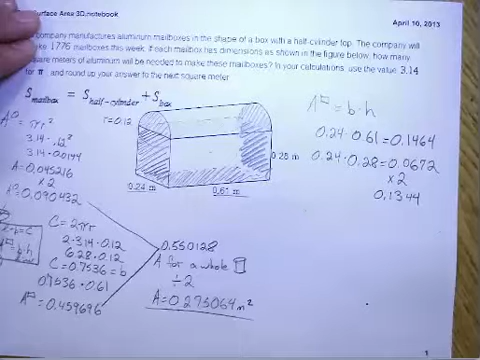 Surface Area 3D.notebook
April 10, 2013
company manufactures aluminum mailboxes in the shape of a box with a half-cylinder top. The company will
1776 mailboxes this week. If each mailbox has dimensions as shown in the figure below, how many
meters of aluminum will be needed to make these mailboxes? In your calculations, use the value 3.14
for π and round up your answer to the next square meter
S mailbox = S half-cylinder + S box
A = πr²
3.14 · .12²
3.14 · 0.0144
A = 0.045216
x 2
0.090432
r=0.12
0.28 m
0.24 m
0.61 m
A = b·h
0.24·0.61=0.1464
0.24·0.28=0.0672
x 2
0.1344
C = 2πr
2·3.14·0.12
6.28·0.12
C=0.7536=b
0.7536·0.61
A = 0.459696
0.550128
A for a whole
÷2
A=0.275064m²
1